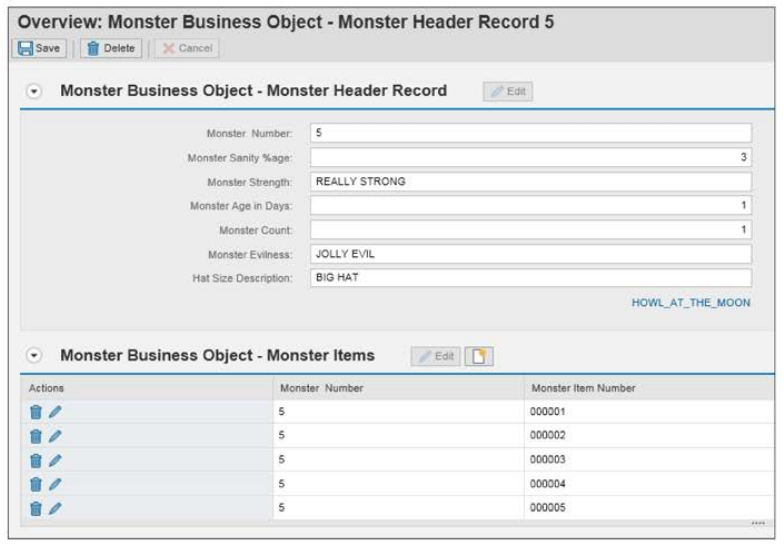 Overview: Monster Business Object - Monster Header Record 5
Save Delete Cancel
Monster Business Object - Monster Header Record Edit
Monster Number: 5
Monster Sanity %age: 3
Monster Strength: REALLY STRONG
Monster Age in Days: 1
Monster Count: 1
Monster Evilness: JOLLY EVIL
Hat Size Description: BIG HAT
HOWL_AT_THE_MOON
Monster Business Object - Monster Items Edit
Actions Monster Number Monster Item Number
5 000001
5 000002
5 000003
5 000004
5 000005